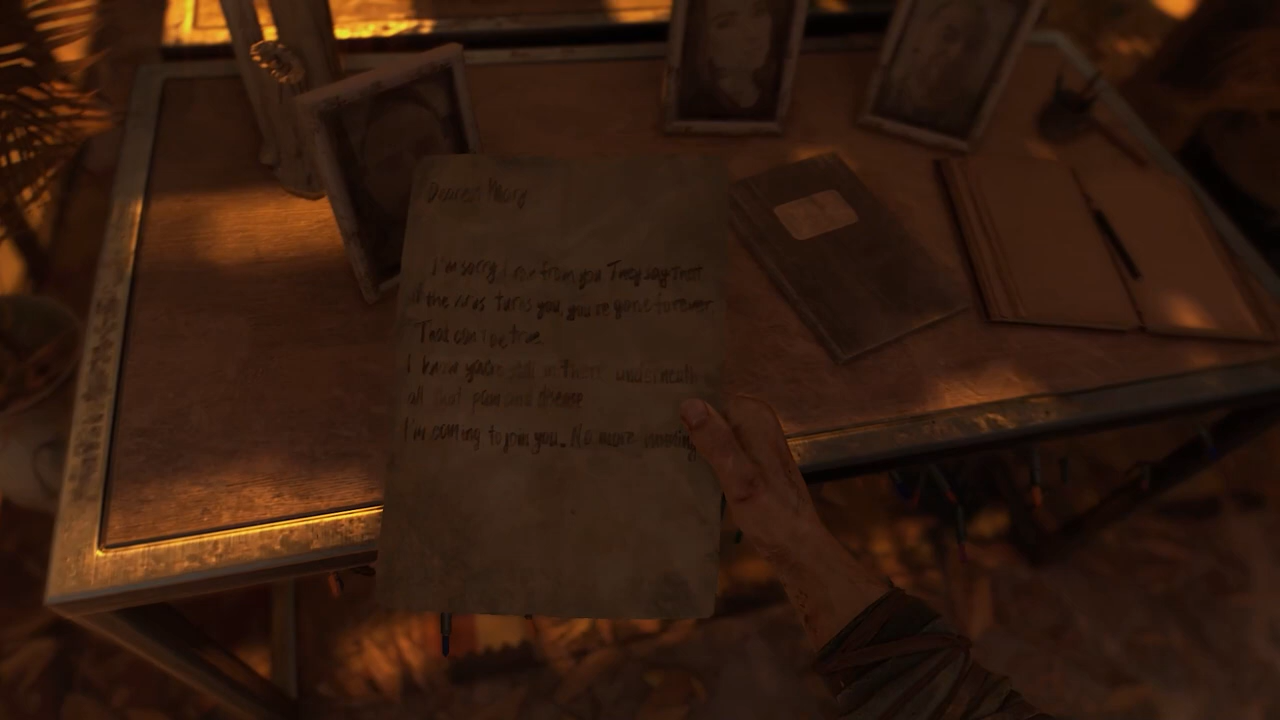 Dearest Mary
I'm sorry I ran from you. They say that
if the virus turns you, you're gone forever.
That can't be true.
I know you're still in there underneath
all that pain and disease
I'm coming to join you. No more running